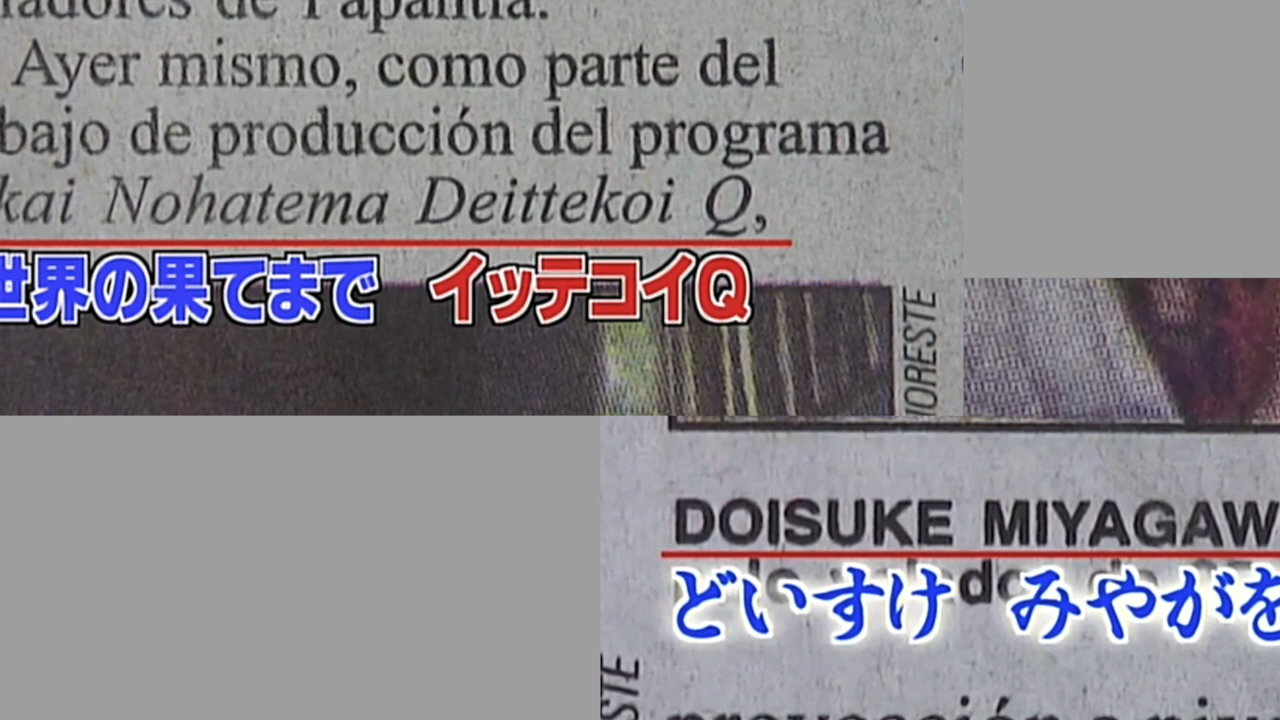 Ayer mismo, como parte del
bajo de producción del programa
kai Nohatema Deittekoi Q,
世界の果てまで イッテコイQ
DOISUKE MIYAGAW
どいすけ みやがを